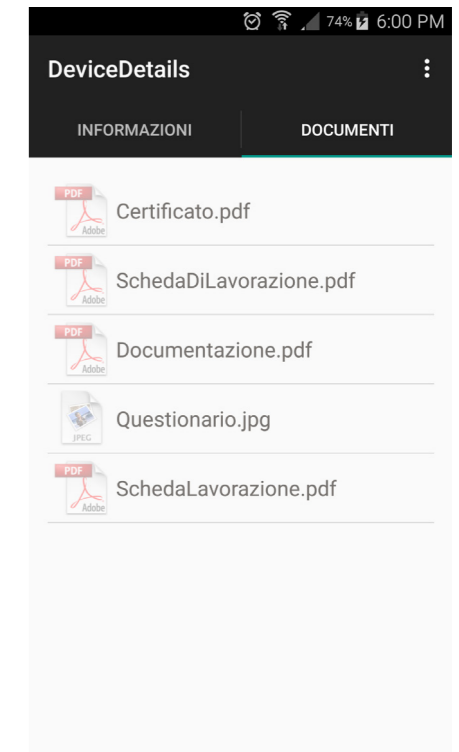 74% 6:00 PM
DeviceDetails
INFORMAZIONI DOCUMENTI
PDF
Adobe
Certificato.pdf
PDF
Adobe
SchedaDiLavorazione.pdf
PDF
Adobe
Documentazione.pdf
JPEG
Questionario.jpg
PDF
Adobe
SchedaLavorazione.pdf